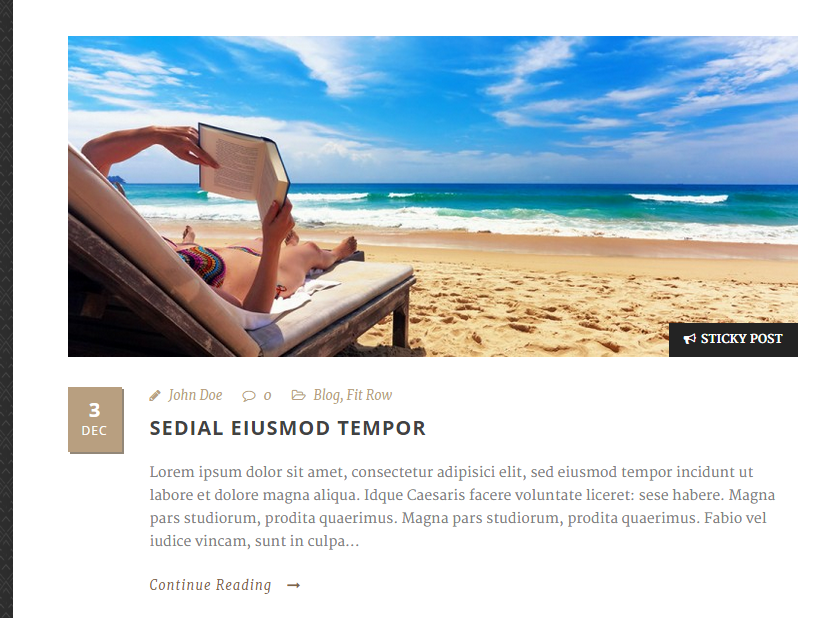 STICKY POST
3
DEC
John Doe 0 Blog, Fit Row
SEDIAL EIUSMOD TEMPOR
Lorem ipsum dolor sit amet, consectetur adipisici elit, sed eiusmod tempor incidunt ut
labore et dolore magna aliqua. Idque Caesaris facere voluntate liceret: sese habere. Magna
pars studiorum, prodita quaerimus. Magna pars studiorum, prodita quaerimus. Fabio vel
iudice vincam, sunt in culpa...
Continue Reading →